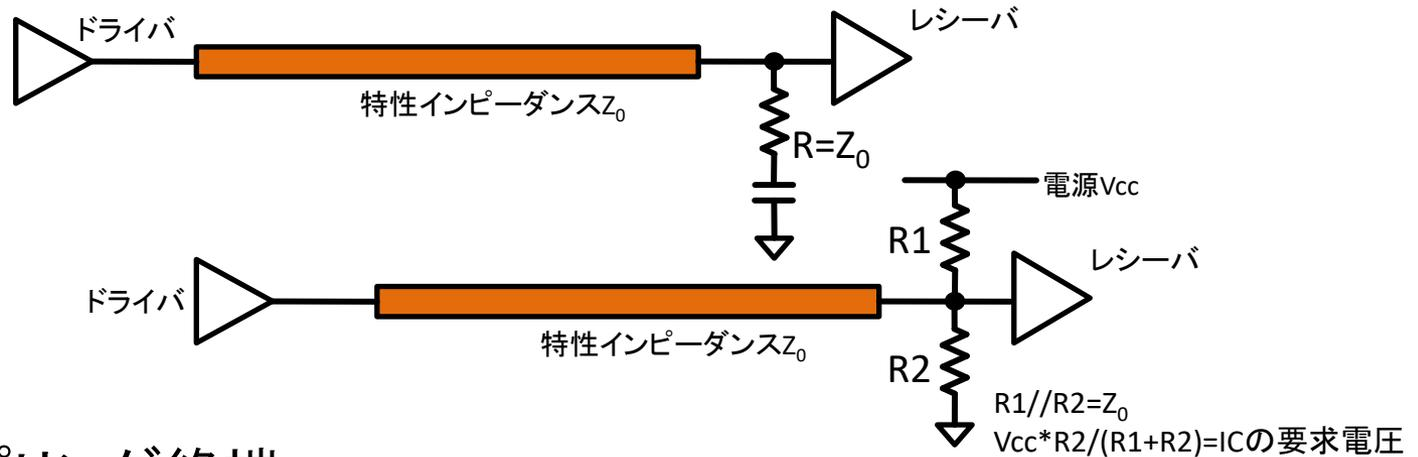 ドライバ
レシーバ
特性インピーダンスZ₀
R=Z₀
電源Vcc
R1
レシーバ
ドライバ
特性インピーダンスZ₀
R2
R1//R2=Z₀
Vcc*R2/(R1+R2)=ICの要求電圧